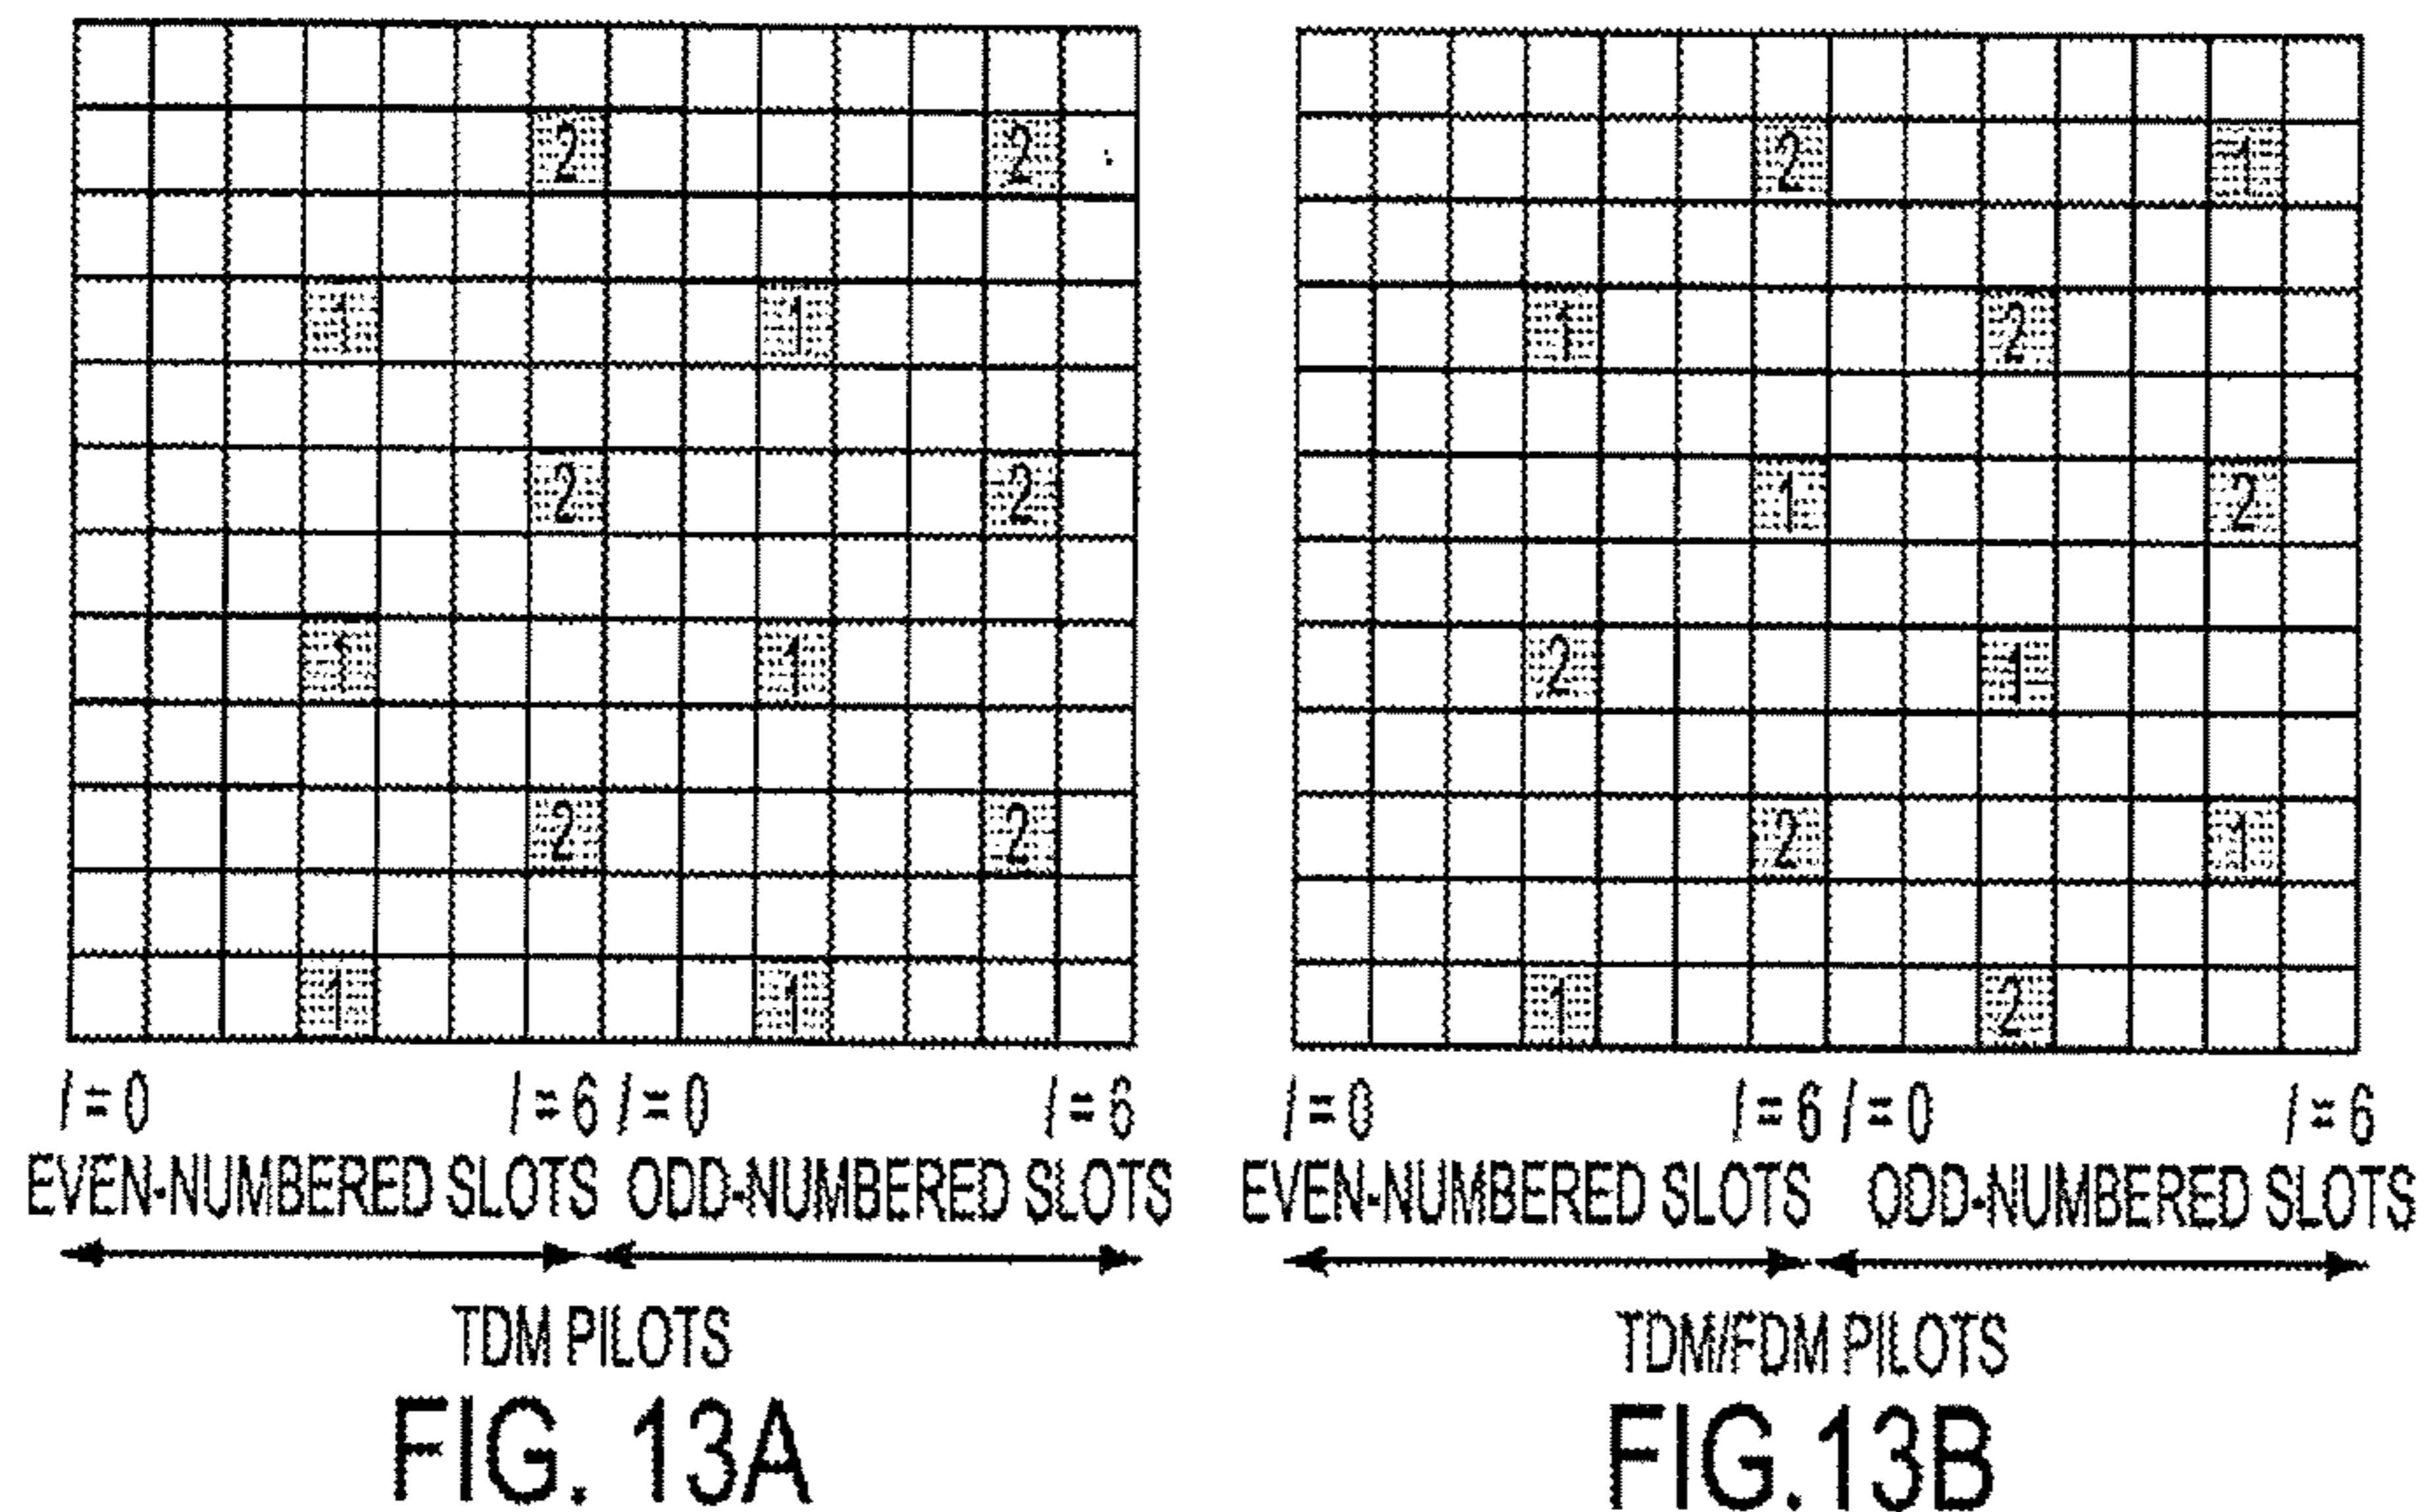 2 2 2 1
1 1 1 2
2 2 1 2
1 1 2 1
2 2 2 1
1 1 1 2
l = 0 l = 6 l = 0 l = 6 l = 0 l = 6 l = 0 l = 6
EVEN-NUMBERED SLOTS ODD-NUMBERED SLOTS EVEN-NUMBERED SLOTS ODD-NUMBERED SLOTS
TDM PILOTS TDM/FDM PILOTS
FIG. 13A FIG.13B